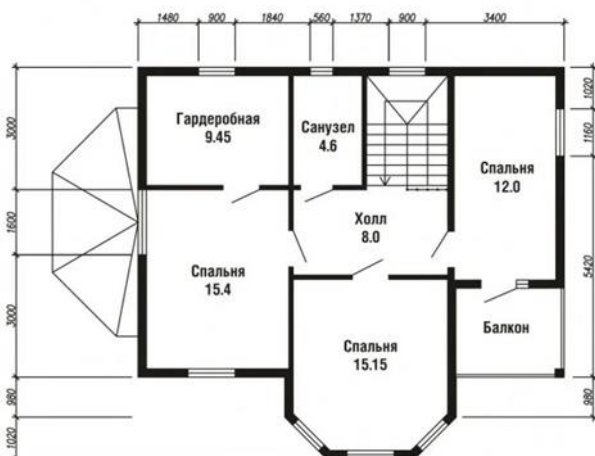 1480 900 1840 560 1370 900 3400
3000
1020
Гардеробная
9.45
Санузел
4.6
1160
Спальня
12.0
1600
Холл
8.0
Спальня
15.4
5420
3000
Балкон
Спальня
15.15
980
980
1020